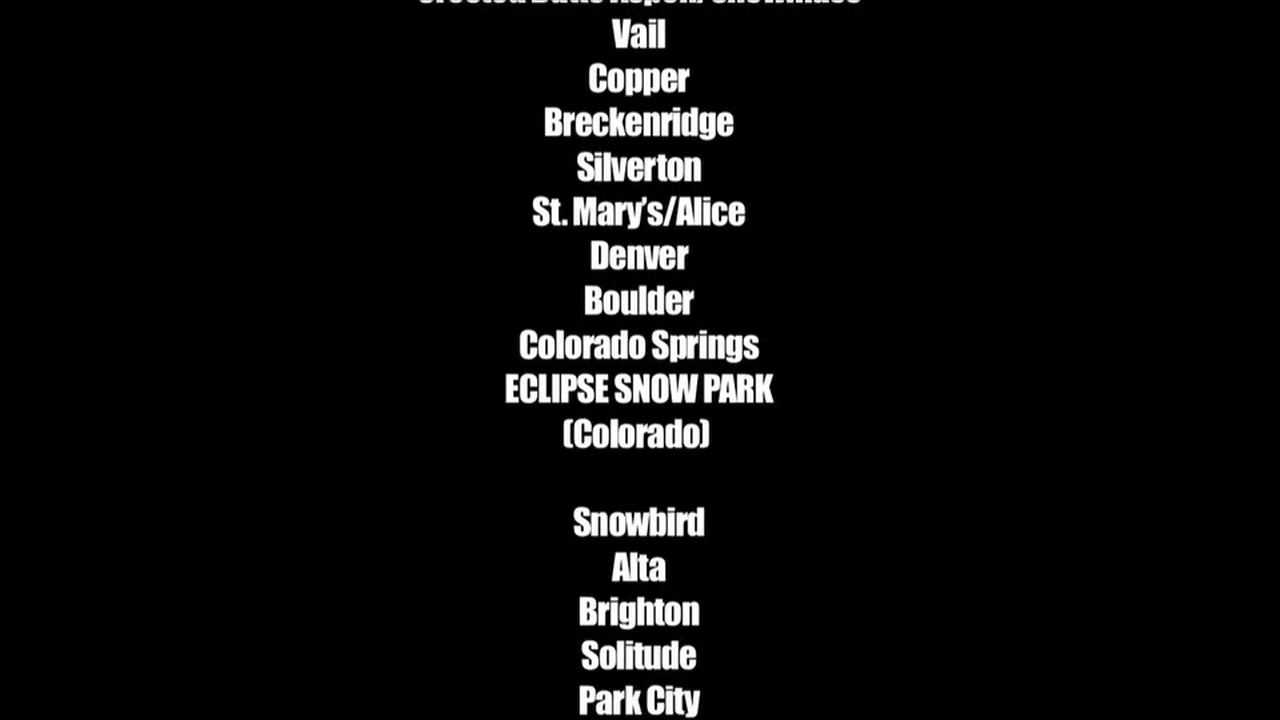 Vail
Copper
Breckenridge
Silverton
St. Mary's/Alice
Denver
Boulder
Colorado Springs
ECLIPSE SNOW PARK
(Colorado)
Snowbird
Alta
Brighton
Solitude
Park City